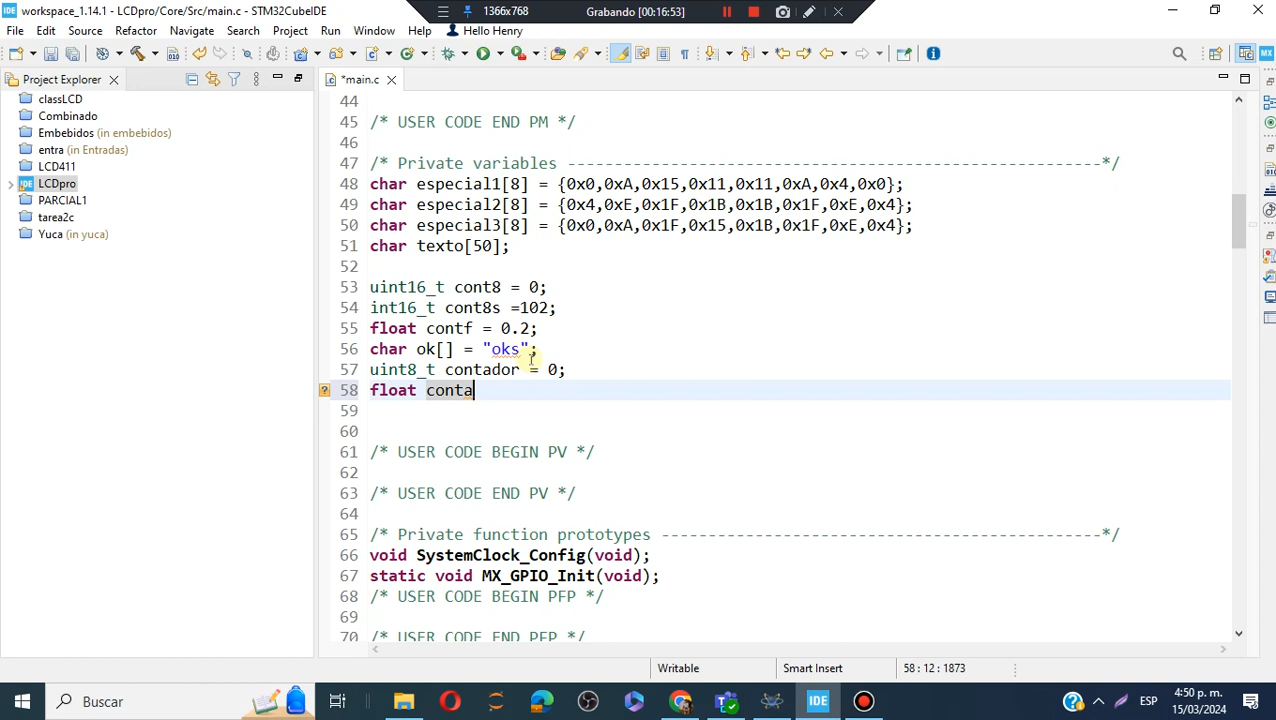 workspace_1.14.1 - LCDpro/Core/Src/main.c - STM32CubeIDE
1366x768
Grabando (00:16:53)
File Edit Source Refactor Navigate Search Project Run Window Help Hello Henry
Project Explorer
*main.c
classLCD
Combinado
Embebidos (in embebidos)
entra (in Entradas)
LCD411
LCDpro
PARCIAL1
tarea2c
Yuca (in yuca)
44
45 /* USER CODE END PM */
46
47 /* Private variables ---------------------------------------------------------*/
48 char especial1[8] = {0x0,0xA,0x15,0x11,0x11,0xA,0x4,0x0};
49 char especial2[8] = {0x4,0xE,0x1F,0x1B,0x1B,0x1F,0xE,0x4};
50 char especial3[8] = {0x0,0xA,0x1F,0x15,0x1B,0x1F,0xE,0x4};
51 char texto[50];
52
53 uint16_t cont8 = 0;
54 int16_t cont8s =102;
55 float contf = 0.2;
56 char ok[] = "oks";
57 uint8_t contador = 0;
58 float conta
59
60
61 /* USER CODE BEGIN PV */
62
63 /* USER CODE END PV */
64
65 /* Private function prototypes -----------------------------------------------*/
66 void SystemClock_Config(void);
67 static void MX_GPIO_Init(void);
68 /* USER CODE BEGIN PFP */
69
70 /* USER CODE END PFP */
Writable
Smart Insert
58 : 12 : 1873
Buscar
IDE
ESP
4:50 p. m.
15/03/2024